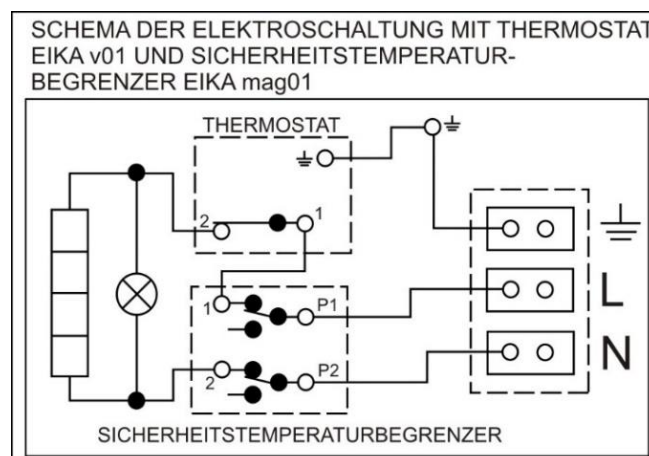 SCHEMA DER ELEKTROSCHALTUNG MIT THERMOSTAT
EIKA v01 UND SICHERHEITSTEMPERATUR-
BEGRENZER EIKA mag01
THERMOSTAT
2
1
1
P1
L
2
P2
N
SICHERHEITSTEMPERATURBEGRENZER